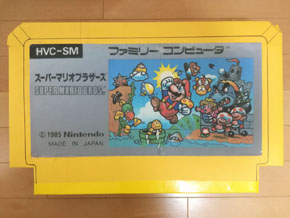 HVC-SM
ファミリー コンピュータ
スーパーマリオブラザーズ
SUPER MARIO BROS.
© 1985 Nintendo
MADE IN JAPAN